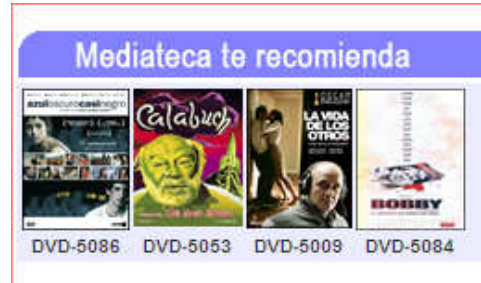 Mediateca te recomienda
azuloscurocasinegro
Calabuch
OSCAR
LA VIDA
DE LOS
OTROS
BOBBY
DVD-5086 DVD-5053 DVD-5009 DVD-5084